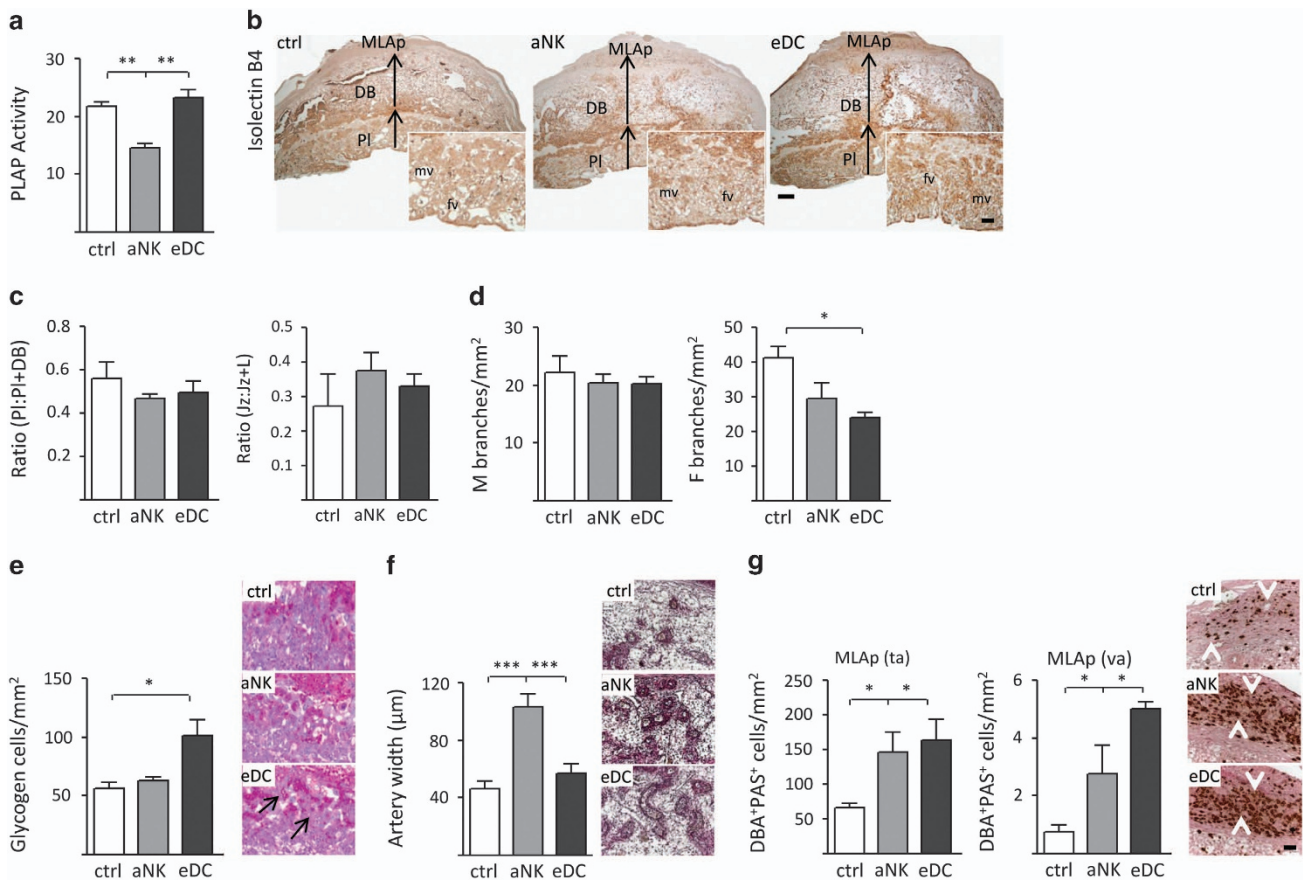 a
PLAP Activity
30
20
10
** **
ctrl aNK eDC
b
Isolectin B4
ctrl
MLAp
DB
Pl
mv
fv
aNK
MLAp
DB
Pl
mv
fv
eDC
MLAp
DB
Pl
fv
mv
c
Ratio (Pl:Pl+DB)
0.8
0.6
0.4
0.2
ctrl aNK eDC
Ratio (Jz:Jz+L)
0.5
0.4
0.3
0.2
0.1
ctrl aNK eDC
d
M branches/mm²
30
20
10
ctrl aNK eDC
F branches/mm²
50
40
30
20
10
*
ctrl aNK eDC
e
Glycogen cells/mm²
150
100
50
*
ctrl aNK eDC
ctrl
aNK
eDC
f
Artery width (µm)
120
80
40
*** ***
ctrl aNK eDC
ctrl
aNK
eDC
g
MLAp (ta)
DBA⁺PAS⁺ cells/mm²
250
200
150
100
50
* *
ctrl aNK eDC
MLAp (va)
DBA⁺PAS⁺ cells/mm²
6
4
2
* *
ctrl aNK eDC
ctrl
aNK
eDC